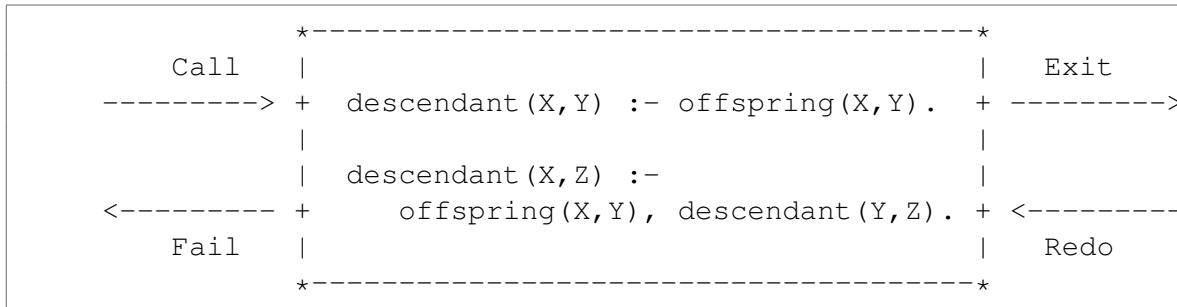 *--------------------------------------*
Call | | Exit
---------> + descendant(X,Y) :- offspring(X,Y). + --------->
| |
| descendant(X,Z) :- |
<--------- + offspring(X,Y), descendant(Y,Z). + <---------
Fail | | Redo
*--------------------------------------*